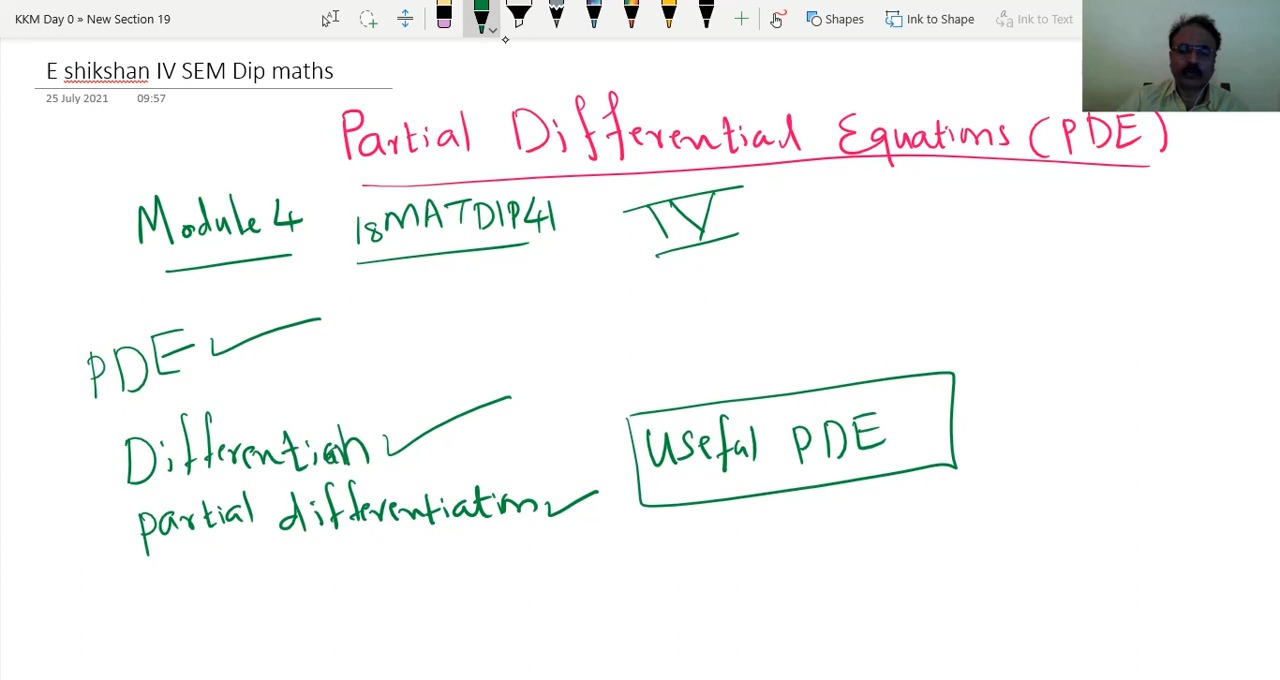 KKM Day 0 » New Section 19
Shapes
Ink to Shape
Ink to Text
E shikshan IV SEM Dip maths
25 July 2021 09:57
Partial Differential Equations (PDE)
Module 4 18MATDIP41 IV
PDE
Differentiation
partial differentiation
useful PDE